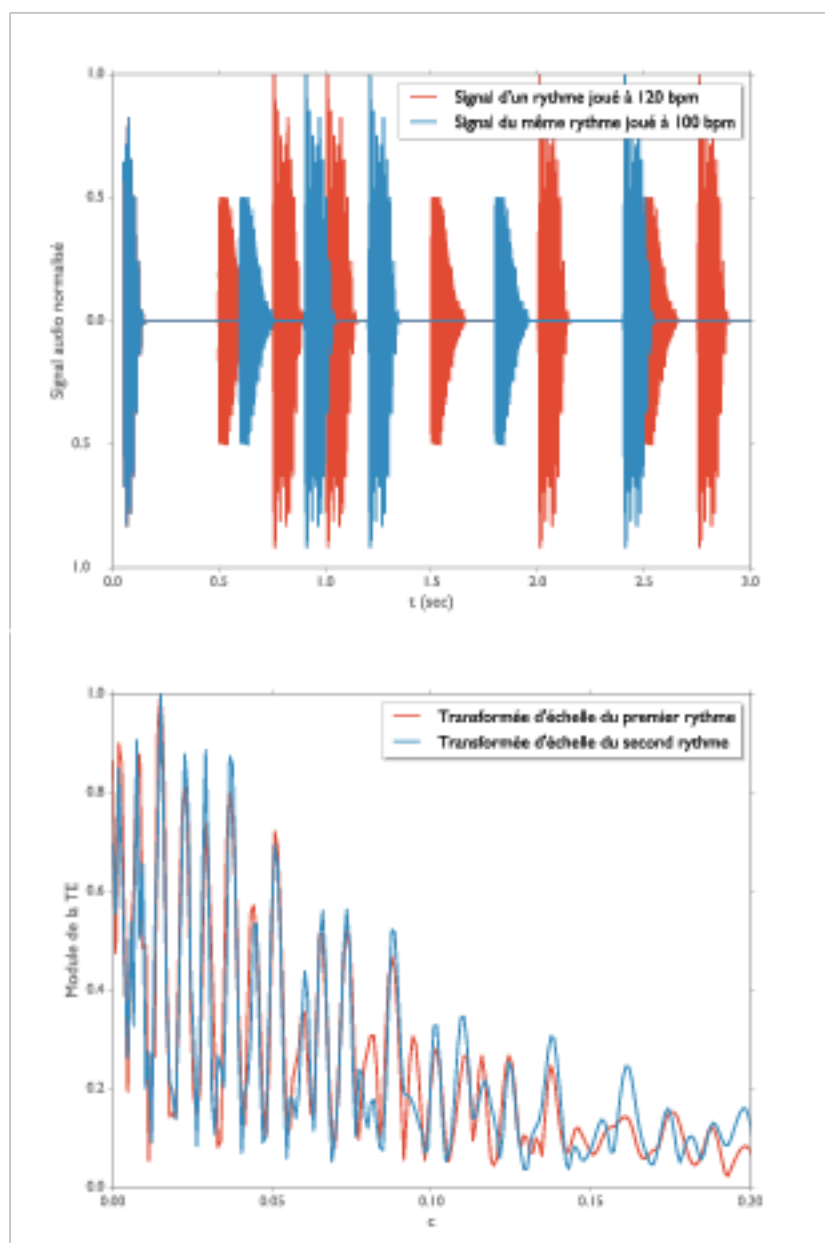 1.0
Signal d'un rythme joué à 120 bpm
Signal du même rythme joué à 100 bpm
0.5
Signal audio normalisé
0.0
0.5
1.0
0.0 0.5 1.0 1.5 2.0 2.5 3.0
t (sec)
1.0
Transformée d'échelle du premier rythme
Transformée d'échelle du second rythme
0.8
0.6
Module de la TE
0.4
0.2
0.0
0.00 0.05 0.10 0.15 0.20
c